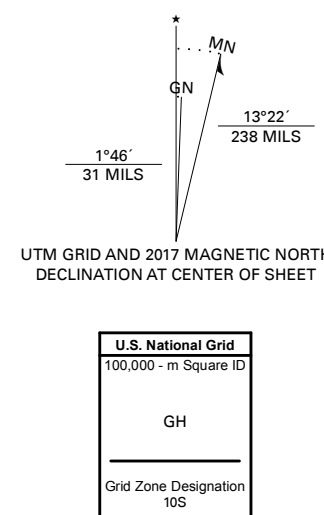 ★
MN
GN
13°22´
238 MILS
1°46´
31 MILS
UTM GRID AND 2017 MAGNETIC NORTH
DECLINATION AT CENTER OF SHEET
U.S. National Grid
100,000 - m Square ID
GH
Grid Zone Designation
10S